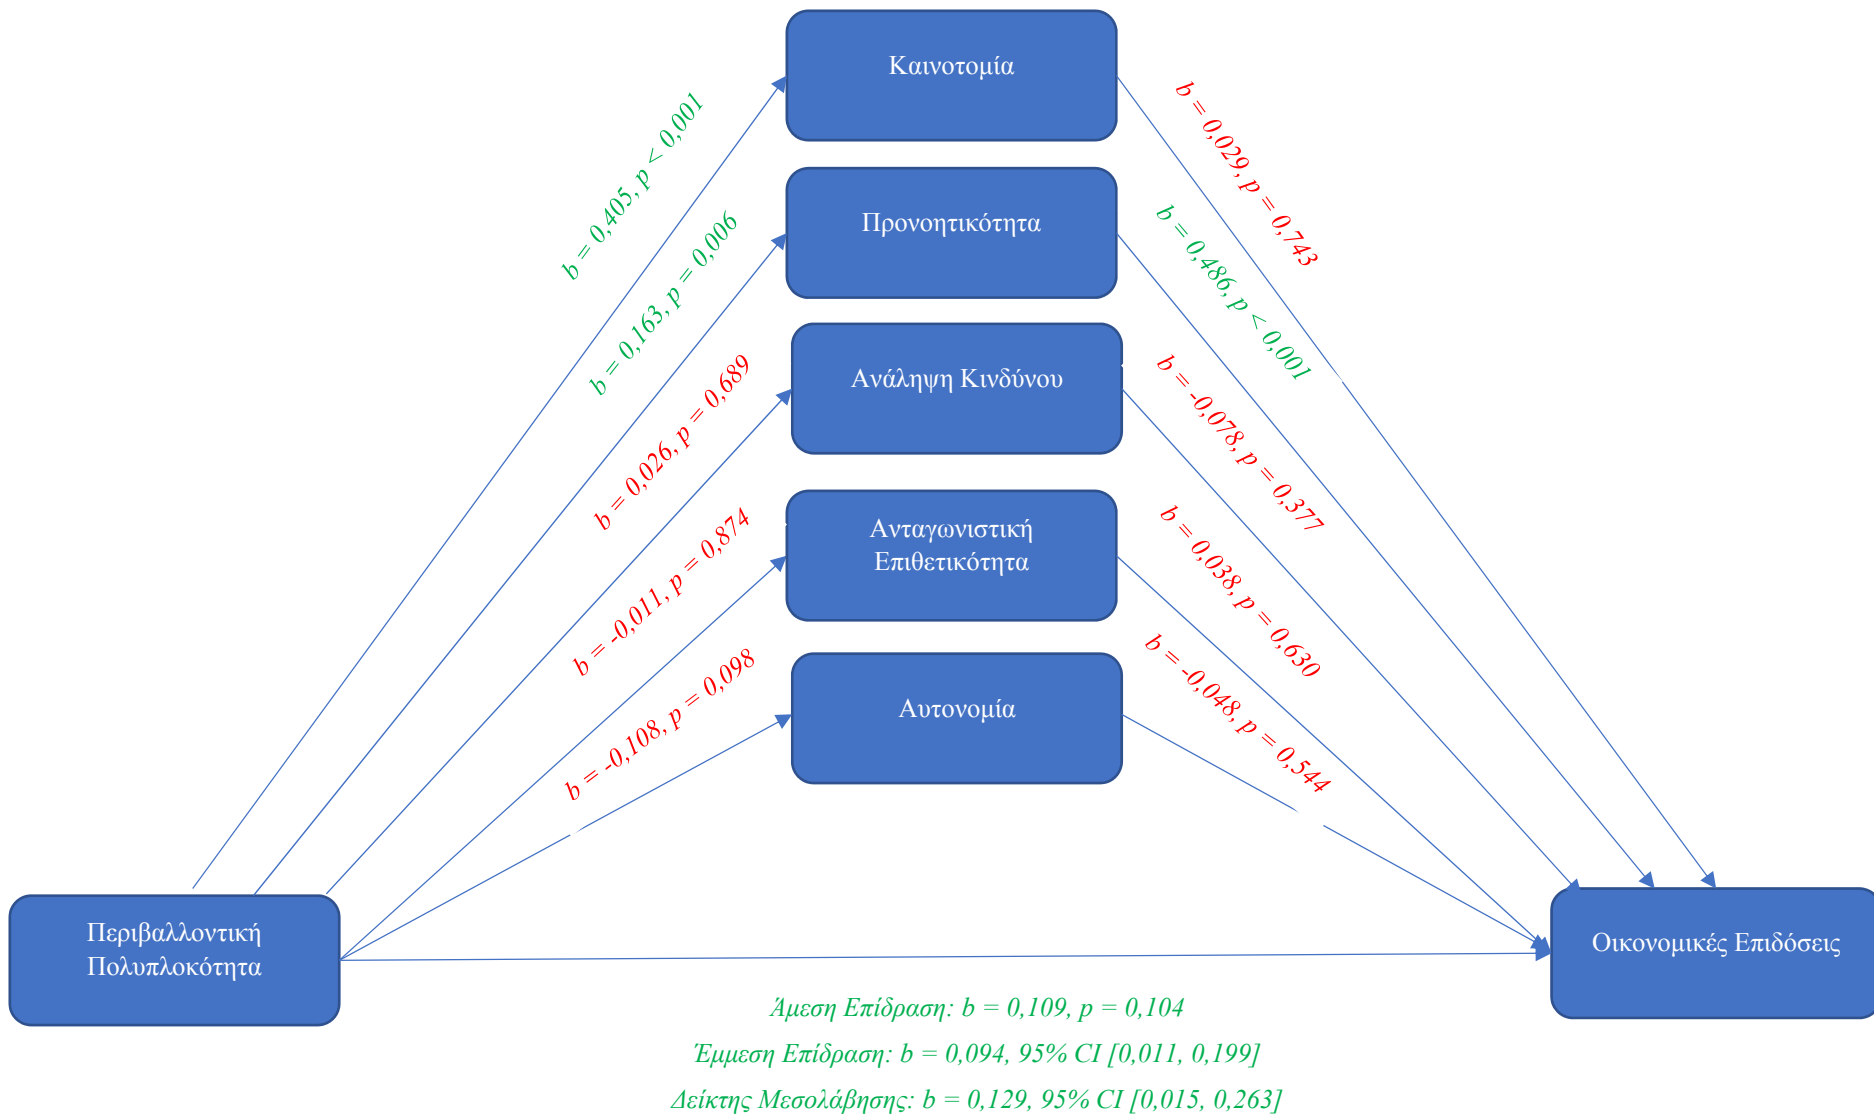 Καινοτομία
b = 0,405, p < 0,001
b = 0,029, p = 0,743
Προνοητικότητα
b = 0,163, p = 0,006
b = 0,486, p < 0,001
Ανάληψη Κινδύνου
b = 0,026, p = 0,689
b = -0,078, p = 0,377
Ανταγωνιστική
Επιθετικότητα
b = -0,011, p = 0,874
b = 0,038, p = 0,630
Αυτονομία
b = -0,108, p = 0,098
b = -0,048, p = 0,544
Περιβαλλοντική
Πολυπλοκότητα
Οικονομικές Επιδόσεις
Άμεση Επίδραση: b = 0,109, p = 0,104
Έμμεση Επίδραση: b = 0,094, 95% CI [0,011, 0,199]
Δείκτης Μεσολάβησης: b = 0,129, 95% CI [0,015, 0,263]